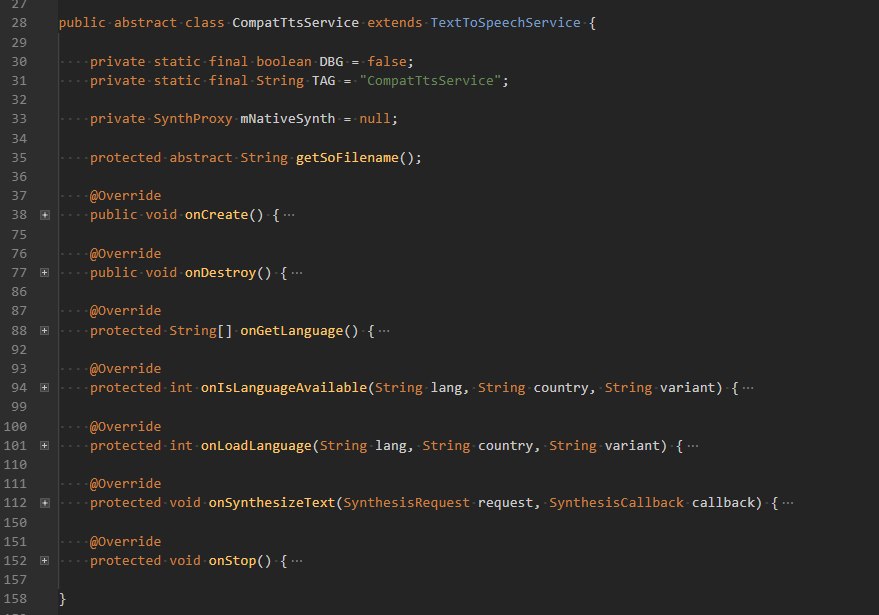 27
28 public abstract class CompatTtsService extends TextToSpeechService {
29
30 ····private static final boolean DBG = false;
31 ····private static final String TAG = "CompatTtsService";
32
33 ····private SynthProxy mNativeSynth = null;
34
35 ····protected abstract String getSoFilename();
36
37 ····@Override
38 + ····public void onCreate() { ···
75
76 ····@Override
77 + ····public void onDestroy() { ···
86
87 ····@Override
88 + ····protected String[] onGetLanguage() { ···
92
93 ····@Override
94 + ····protected int onIsLanguageAvailable(String lang, String country, String variant) { ···
99
100 ····@Override
101 + ····protected int onLoadLanguage(String lang, String country, String variant) { ···
110
111 ····@Override
112 + ····protected void onSynthesizeText(SynthesisRequest request, SynthesisCallback callback) { ···
150
151 ····@Override
152 + ····protected void onStop() { ···
157
158 }